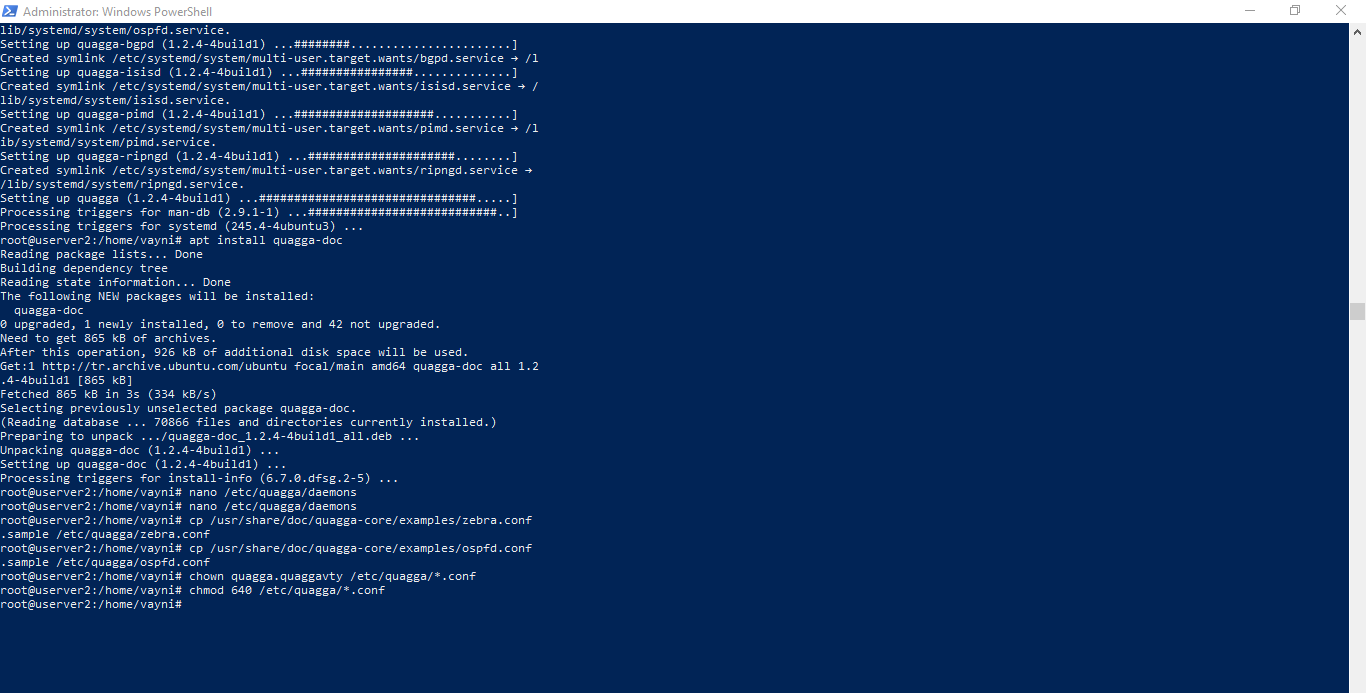 Administrator: Windows PowerShell
lib/systemd/system/ospfd.service.
Setting up quagga-bgpd (1.2.4-4build1) ...########.......................]
Created symlink /etc/systemd/system/multi-user.target.wants/bgpd.service → /l
Setting up quagga-isisd (1.2.4-4build1) ...################..............]
Created symlink /etc/systemd/system/multi-user.target.wants/isisd.service → /
lib/systemd/system/isisd.service.
Setting up quagga-pimd (1.2.4-4build1) ...####################...........]
Created symlink /etc/systemd/system/multi-user.target.wants/pimd.service → /l
ib/systemd/system/pimd.service.
Setting up quagga-ripngd (1.2.4-4build1) ...#####################........]
Created symlink /etc/systemd/system/multi-user.target.wants/ripngd.service →
/lib/systemd/system/ripngd.service.
Setting up quagga (1.2.4-4build1) ...###############################.....]
Processing triggers for man-db (2.9.1-1) ...###########################..]
Processing triggers for systemd (245.4-4ubuntu3) ...
root@userver2:/home/vayni# apt install quagga-doc
Reading package lists... Done
Building dependency tree
Reading state information... Done
The following NEW packages will be installed:
  quagga-doc
0 upgraded, 1 newly installed, 0 to remove and 42 not upgraded.
Need to get 865 kB of archives.
After this operation, 926 kB of additional disk space will be used.
Get:1 http://tr.archive.ubuntu.com/ubuntu focal/main amd64 quagga-doc all 1.2
.4-4build1 [865 kB]
Fetched 865 kB in 3s (334 kB/s)
Selecting previously unselected package quagga-doc.
(Reading database ... 70866 files and directories currently installed.)
Preparing to unpack .../quagga-doc_1.2.4-4build1_all.deb ...
Unpacking quagga-doc (1.2.4-4build1) ...
Setting up quagga-doc (1.2.4-4build1) ...
Processing triggers for install-info (6.7.0.dfsg.2-5) ...
root@userver2:/home/vayni# nano /etc/quagga/daemons
root@userver2:/home/vayni# nano /etc/quagga/daemons
root@userver2:/home/vayni# cp /usr/share/doc/quagga-core/examples/zebra.conf
.sample /etc/quagga/zebra.conf
root@userver2:/home/vayni# cp /usr/share/doc/quagga-core/examples/ospfd.conf
.sample /etc/quagga/ospfd.conf
root@userver2:/home/vayni# chown quagga.quaggavty /etc/quagga/*.conf
root@userver2:/home/vayni# chmod 640 /etc/quagga/*.conf
root@userver2:/home/vayni#